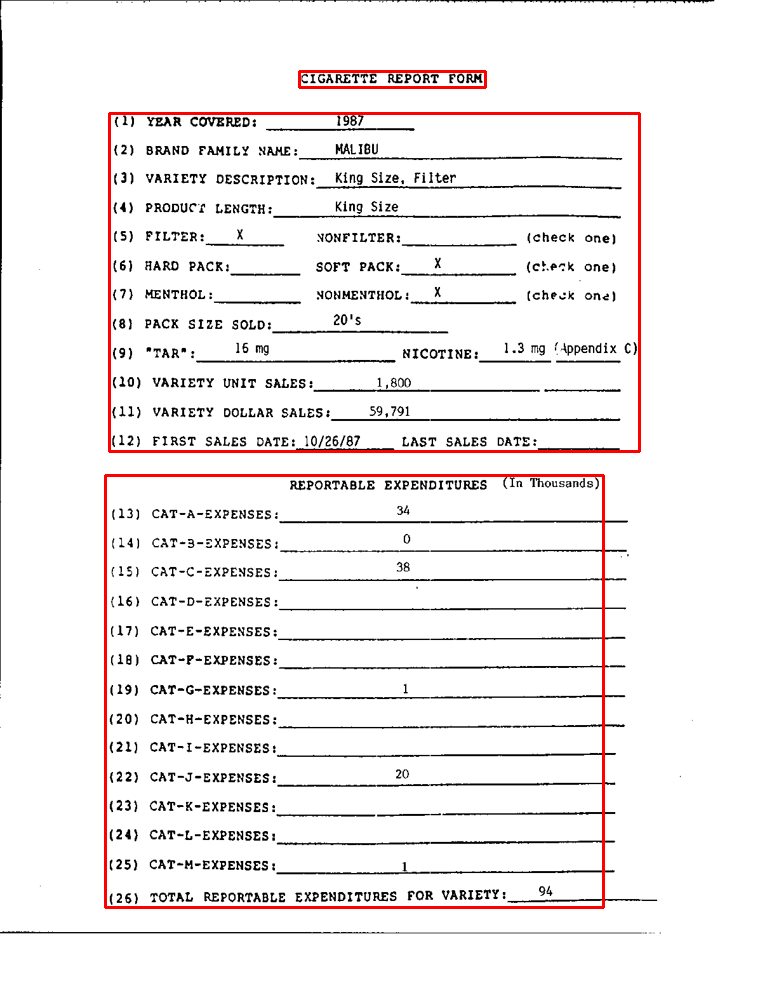 CIGARETTE REPORT FORM
(1) YEAR COVERED: 1987
(2) BRAND FAMILY NAME: MALIBU
(3) VARIETY DESCRIPTION: King Size, Filter
(4) PRODUCT LENGTH: King Size
(5) FILTER: X NONFILTER: (check one)
(6) HARD PACK: SOFT PACK: X (check one)
(7) MENTHOL: NONMENTHOL: X (check one)
(8) PACK SIZE SOLD: 20's
(9) "TAR": 16 mg NICOTINE: 1.3 mg (Appendix C)
(10) VARIETY UNIT SALES: 1,800
(11) VARIETY DOLLAR SALES: 59,791
(12) FIRST SALES DATE: 10/26/87 LAST SALES DATE:
REPORTABLE EXPENDITURES (In Thousands)
(13) CAT-A-EXPENSES: 34
(14) CAT-B-EXPENSES: 0
(15) CAT-C-EXPENSES: 38
(16) CAT-D-EXPENSES:
(17) CAT-E-EXPENSES:
(18) CAT-F-EXPENSES:
(19) CAT-G-EXPENSES: 1
(20) CAT-H-EXPENSES:
(21) CAT-I-EXPENSES:
(22) CAT-J-EXPENSES: 20
(23) CAT-K-EXPENSES:
(24) CAT-L-EXPENSES:
(25) CAT-M-EXPENSES: 1
(26) TOTAL REPORTABLE EXPENDITURES FOR VARIETY: 94